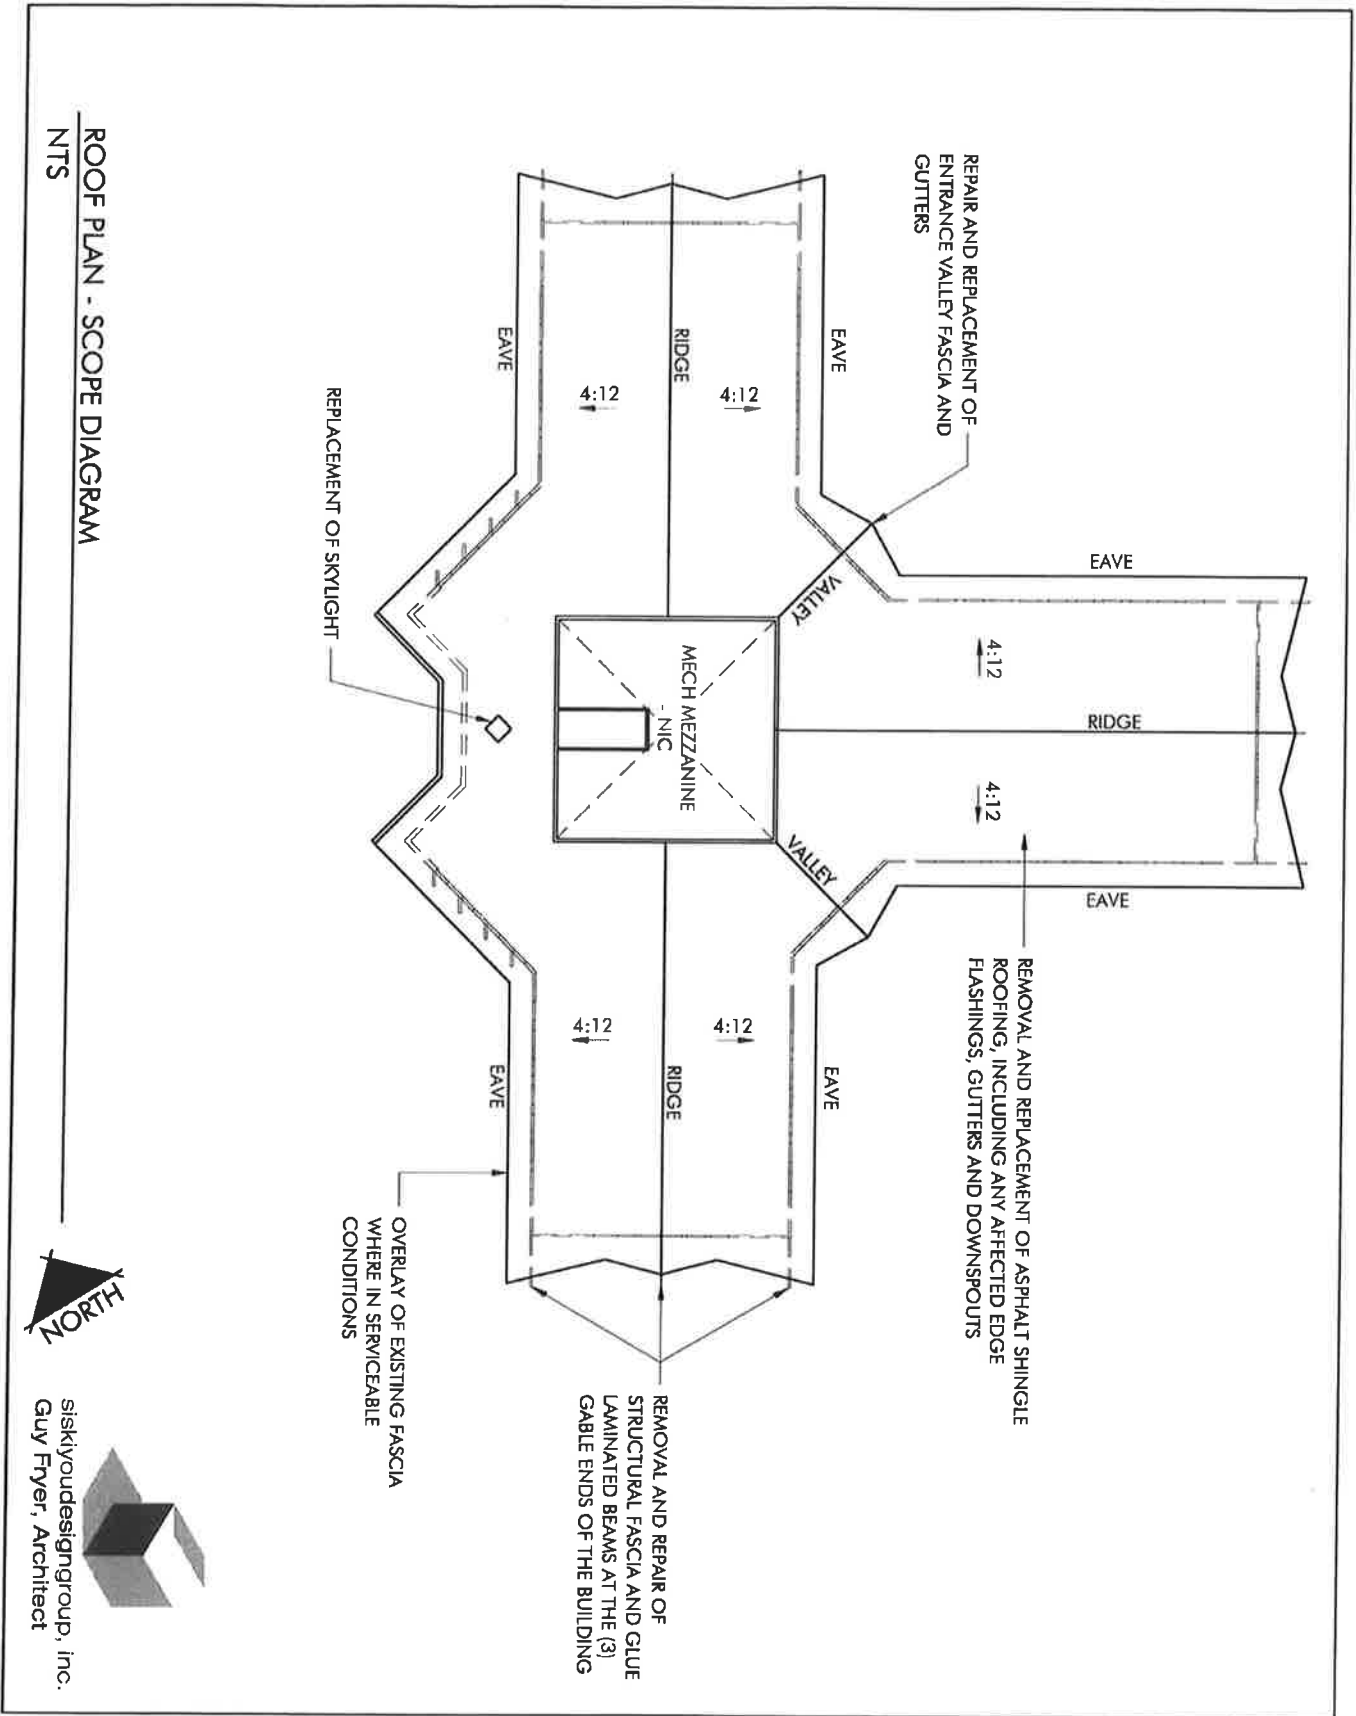 REPAIR AND REPLACEMENT OF
ENTRANCE VALLEY FASCIA AND
GUTTERS
EAVE
RIDGE
EAVE
4:12
4:12
EAVE
4:12
RIDGE
4:12
EAVE
VALLEY
VALLEY
MECH MEZZANINE
- NIC
REMOVAL AND REPLACEMENT OF ASPHALT SHINGLE
ROOFING, INCLUDING ANY AFFECTED EDGE
FLASHINGS, GUTTERS AND DOWNSPOUTS
EAVE
RIDGE
EAVE
4:12
4:12
REPLACEMENT OF SKYLIGHT
OVERLAY OF EXISTING FASCIA
WHERE IN SERVICEABLE
CONDITIONS
REMOVAL AND REPAIR OF
STRUCTURAL FASCIA AND GLUE
LAMINATED BEAMS AT THE (3)
GABLE ENDS OF THE BUILDING
ROOF PLAN - SCOPE DIAGRAM
NTS
NORTH
siskiyoudesigngroup, inc.
Guy Fryer, Architect